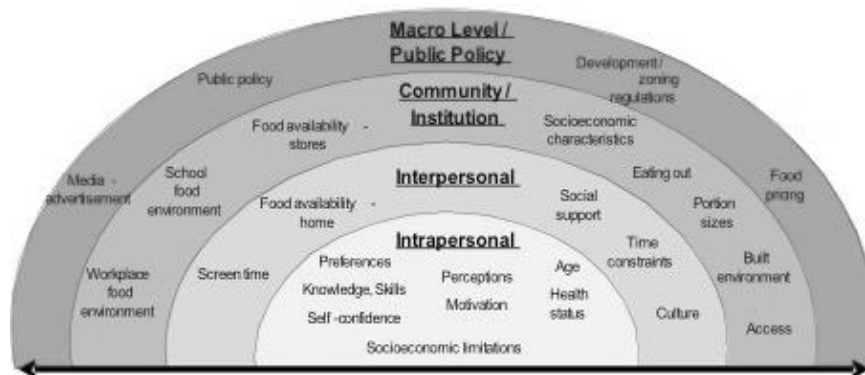 Macro Level /
Public Policy
Public policy
Development /
zoning
regulations
Media -
advertisement
Food
pricing
Community /
Institution
Food availability -
stores
Socioeconomic
characteristics
School
food
environment
Eating out
Portion
sizes
Workplace
food
environment
Built
environment
Access
Interpersonal
Food availability -
home
Social
support
Screen time
Time
constraints
Culture
Intrapersonal
Preferences
Perceptions
Age
Knowledge, Skills
Motivation
Health
status
Self-confidence
Socioeconomic limitations